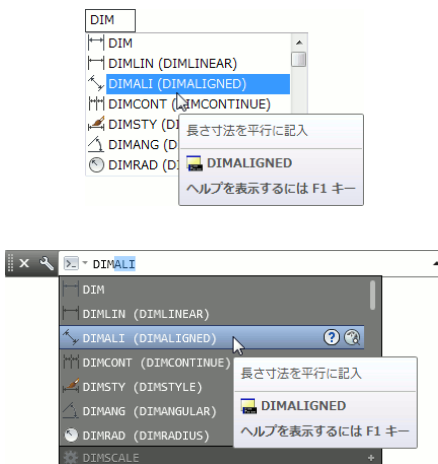 DIM
DIM
DIMLIN (DIMLINEAR)
DIMALI (DIMALIGNED)
DIMCONT (DIMCONTINUE)
DIMSTY (DI
DIMANG (D
DIMRAD (D
長さ寸法を平行に記入
DIMALIGNED
ヘルプを表示するには F1 キー
DIMALI
DIM
DIMLIN (DIMLINEAR)
DIMALI (DIMALIGNED)
DIMCONT (DIMCONTINUE)
DIMSTY (DIMSTYLE)
DIMANG (DIMANGULAR)
DIMRAD (DIMRADIUS)
DIMSCALE
長さ寸法を平行に記入
DIMALIGNED
ヘルプを表示するには F1 キー